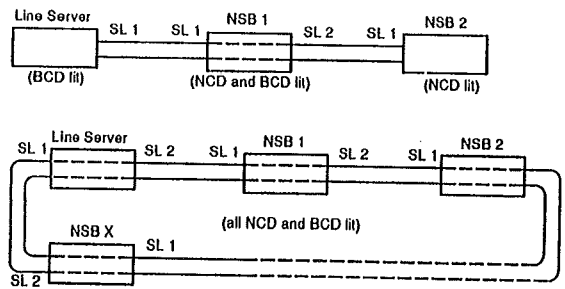 Line Server
NSB 1
NSB 2
SL 1
SL 1
SL 2
SL 1
(BCD lit)
(NCD and BCD lit)
(NCD lit)
Line Server
NSB 1
NSB 2
SL 1
SL 2
SL 1
SL 2
SL 1
(all NCD and BCD lit)
NSB X
SL 1
SL 2